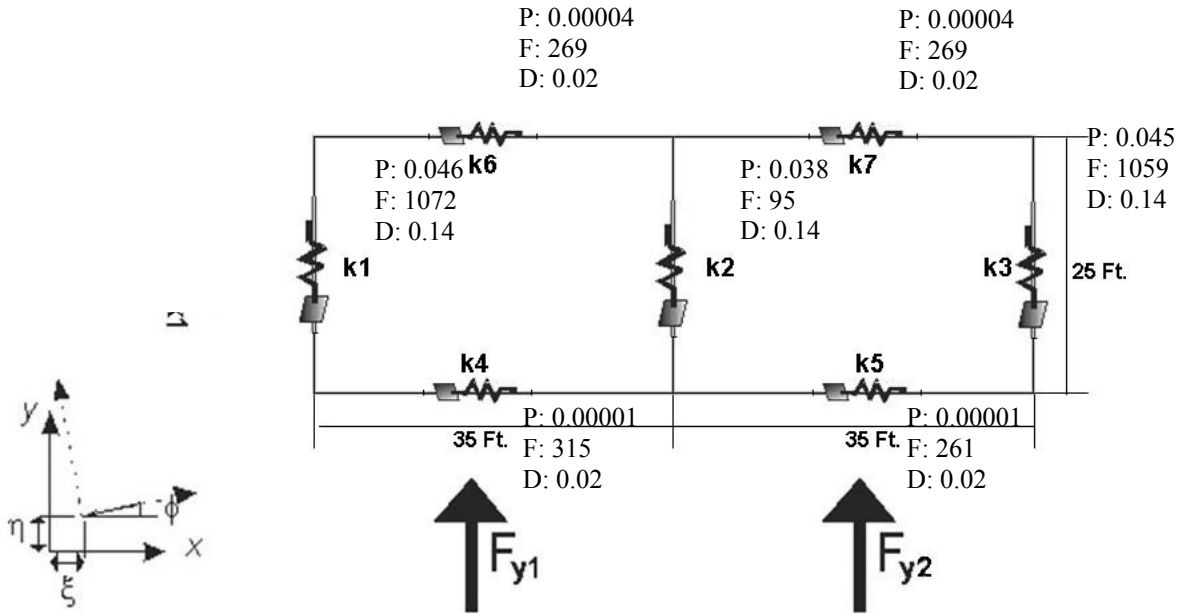 P: 0.00004
F: 269
D: 0.02
P: 0.00004
F: 269
D: 0.02
k6
k7
P: 0.045
F: 1059
D: 0.14
P: 0.046
F: 1072
D: 0.14
P: 0.038
F: 95
D: 0.14
k1
k2
k3
25 Ft.
k4
k5
P: 0.00001
F: 315
D: 0.02
P: 0.00001
F: 261
D: 0.02
35 Ft.
35 Ft.
y
η
ϕ
x
ξ
Fy1
Fy2